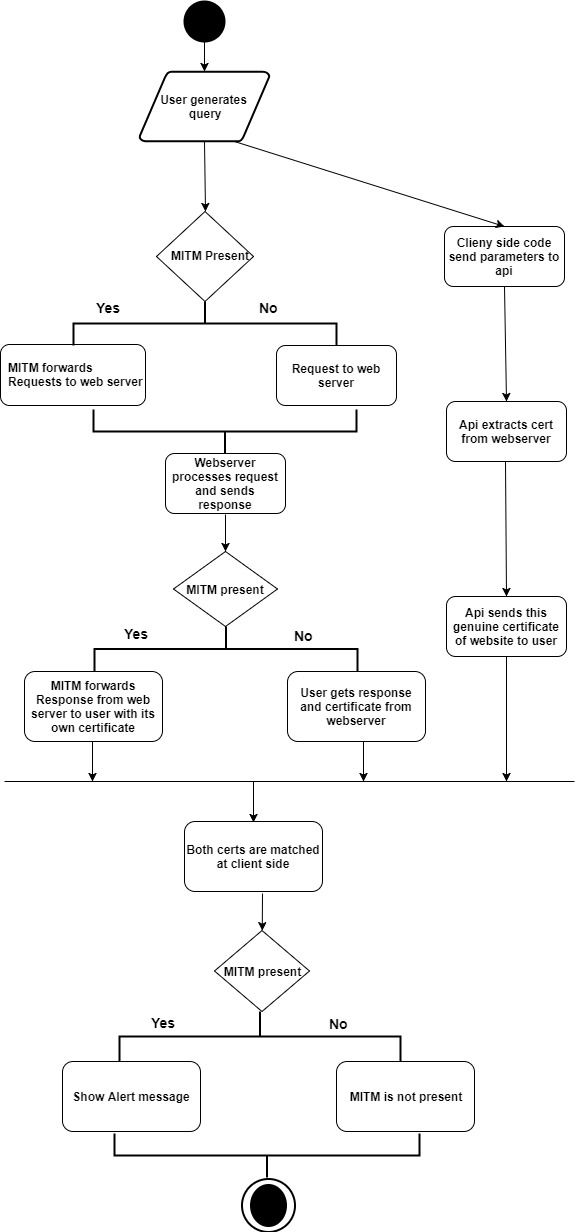 User generates
query
MITM Present
Clieny side code
send parameters to
api
Yes
No
MITM forwards
Requests to web server
Request to web
server
Api extracts cert
from webserver
Webserver
processes request
and sends
response
MITM present
Api sends this
genuine certificate
of website to user
Yes
No
MITM forwards
Response from web
server to user with its
own certificate
User gets response
and certificate from
webserver
Both certs are matched
at client side
MITM present
Yes
No
Show Alert message
MITM is not present